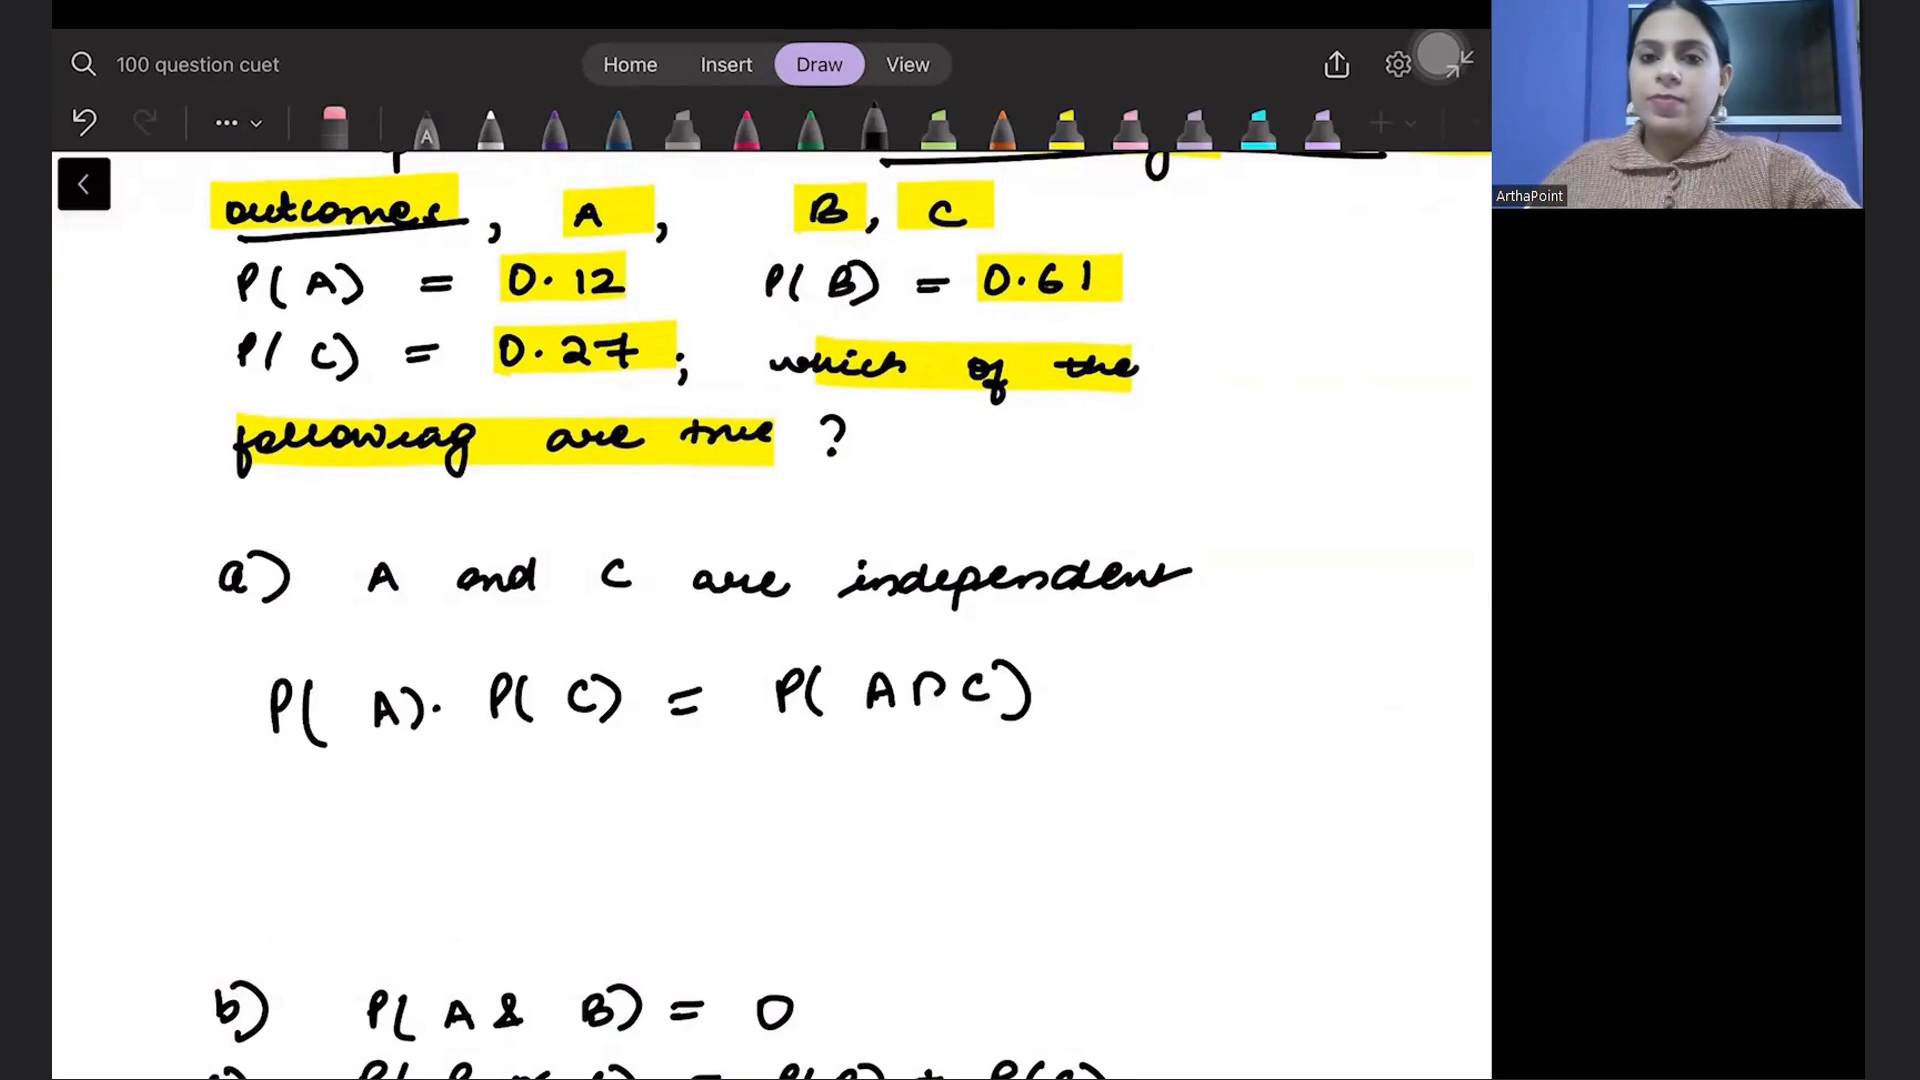 100 question cuet
Home Insert Draw View
A
ArthaPoint
outcomes, A, B, C
P(A) = 0.12 P(B) = 0.61
P(C) = 0.27; which of the
following are true ?
a) A and C are independent
P(A). P(C) = P(A∩C)
b) P(A & B) = 0